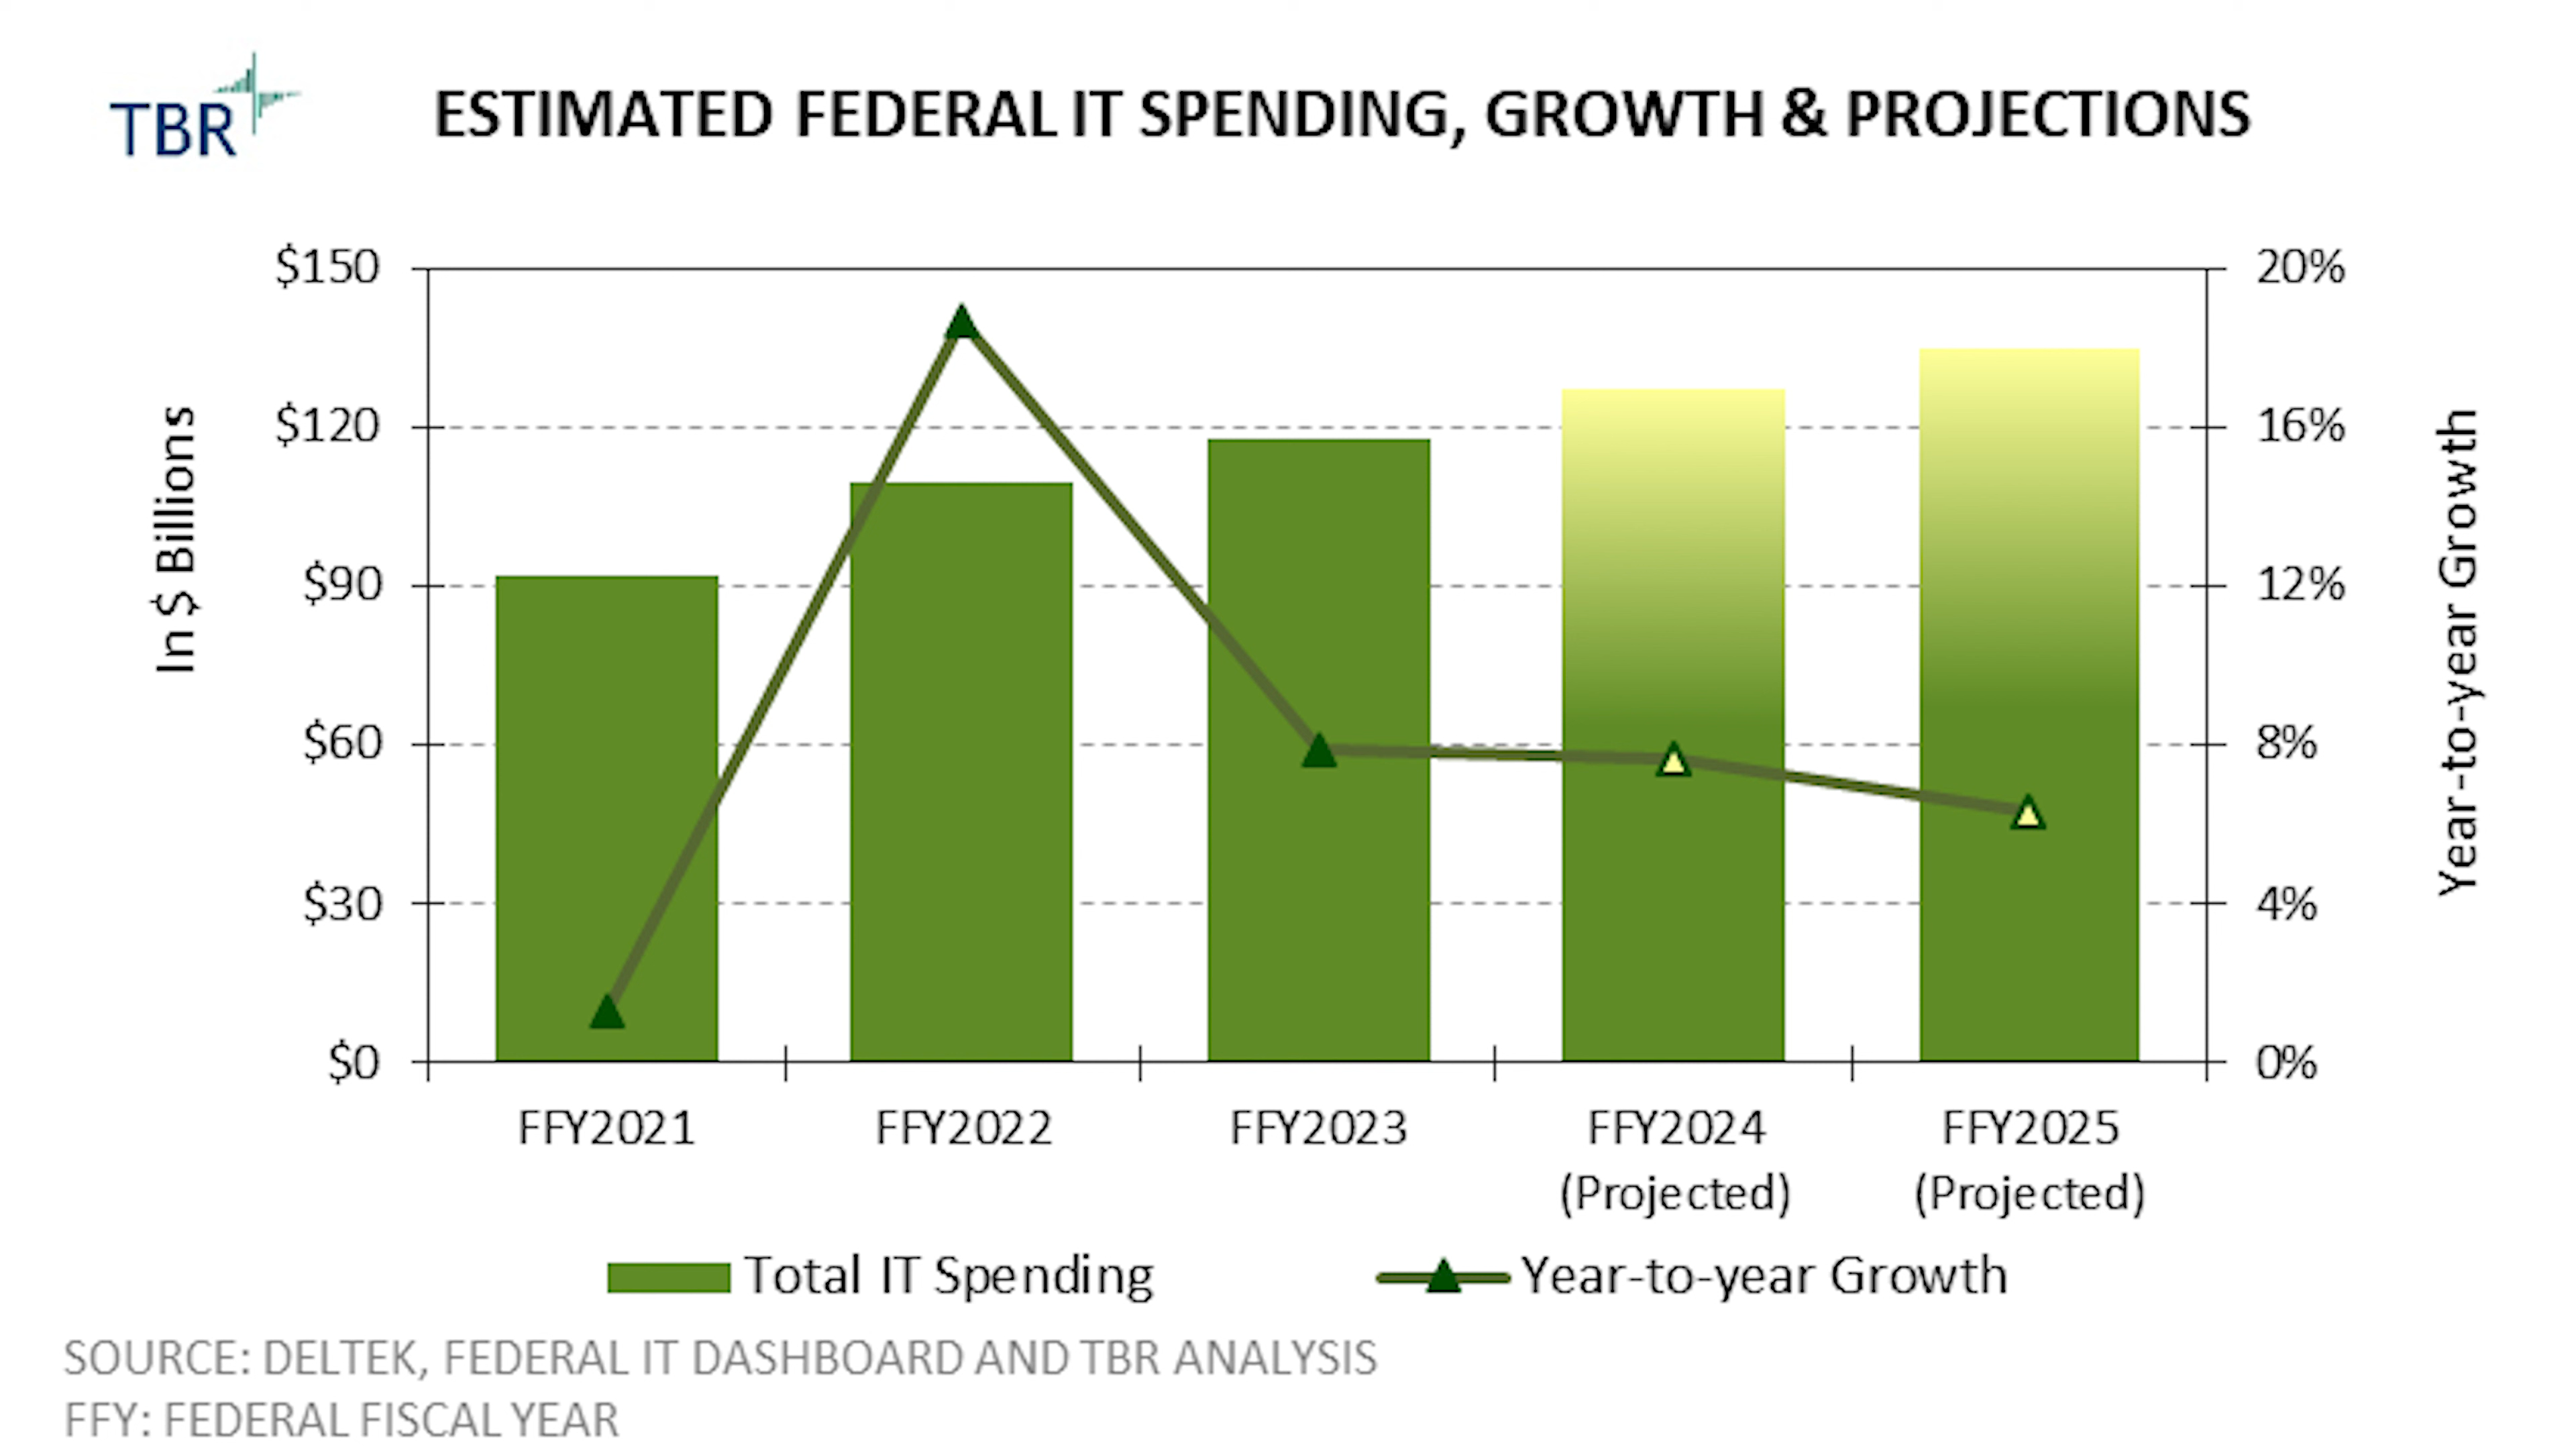 TBR
ESTIMATED FEDERAL IT SPENDING, GROWTH & PROJECTIONS
In $ Billions
$150
$120
$90
$60
$30
$0
20%
16%
12%
8%
4%
0%
Year-to-year Growth
FFY2021
FFY2022
FFY2023
FFY2024
(Projected)
FFY2025
(Projected)
Total IT Spending
Year-to-year Growth
SOURCE: DELTEK, FEDERAL IT DASHBOARD AND TBR ANALYSIS
FFY: FEDERAL FISCAL YEAR